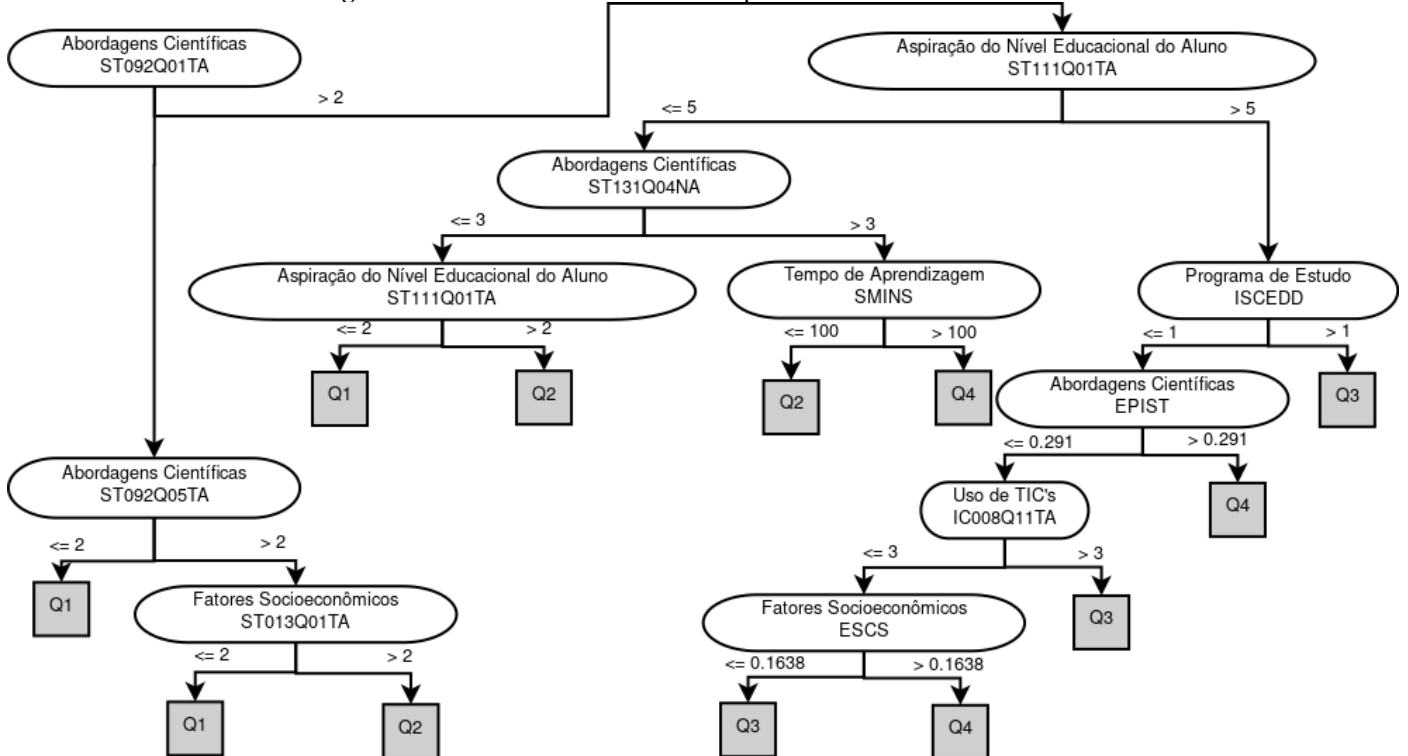 Abordagens Científicas
ST092Q01TA
> 2
Aspiração do Nível Educacional do Aluno
ST111Q01TA
<= 5
> 5
Abordagens Científicas
ST131Q04NA
<= 3
> 3
Aspiração do Nível Educacional do Aluno
ST111Q01TA
<= 2
> 2
Q1
Q2
Tempo de Aprendizagem
SMINS
<= 100
> 100
Q2
Q4
Programa de Estudo
ISCEDD
<= 1
> 1
Q3
Abordagens Científicas
EPIST
<= 0.291
> 0.291
Q4
Uso de TIC's
IC008Q11TA
<= 3
> 3
Q3
Fatores Socioeconômicos
ESCS
<= 0.1638
> 0.1638
Q3
Q4
Abordagens Científicas
ST092Q05TA
<= 2
> 2
Q1
Fatores Socioeconômicos
ST013Q01TA
<= 2
> 2
Q1
Q2